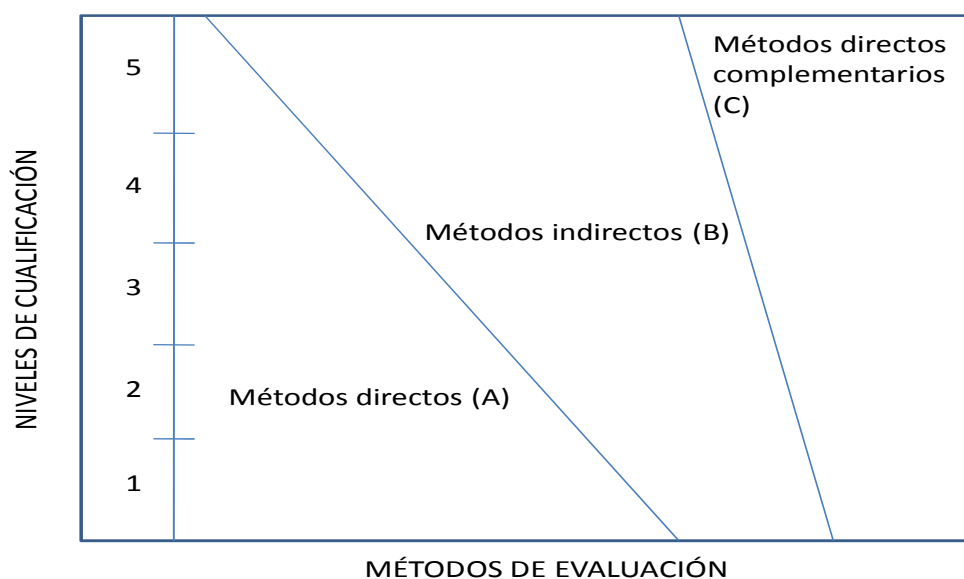 Métodos directos
complementarios
(C)
5
4
Métodos indirectos (B)
3
2
Métodos directos (A)
1
NIVELES DE CUALIFICACIÓN
MÉTODOS DE EVALUACIÓN